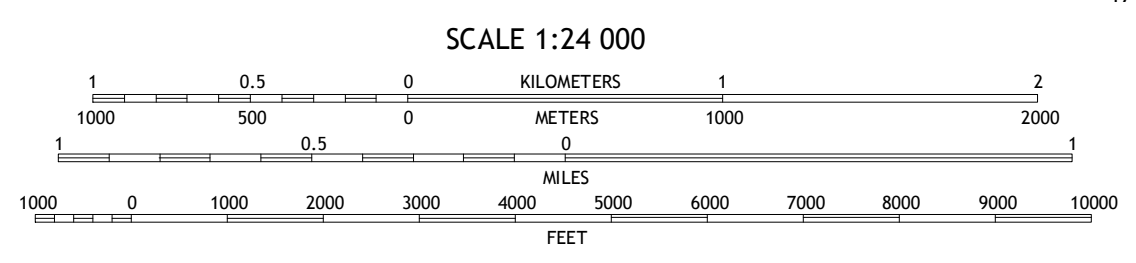 SCALE 1:24 000
1 0.5 0 KILOMETERS 1 2
1000 500 0 METERS 1000 2000
1 0.5 0 1
MILES
1000 0 1000 2000 3000 4000 5000 6000 7000 8000 9000 10000
FEET